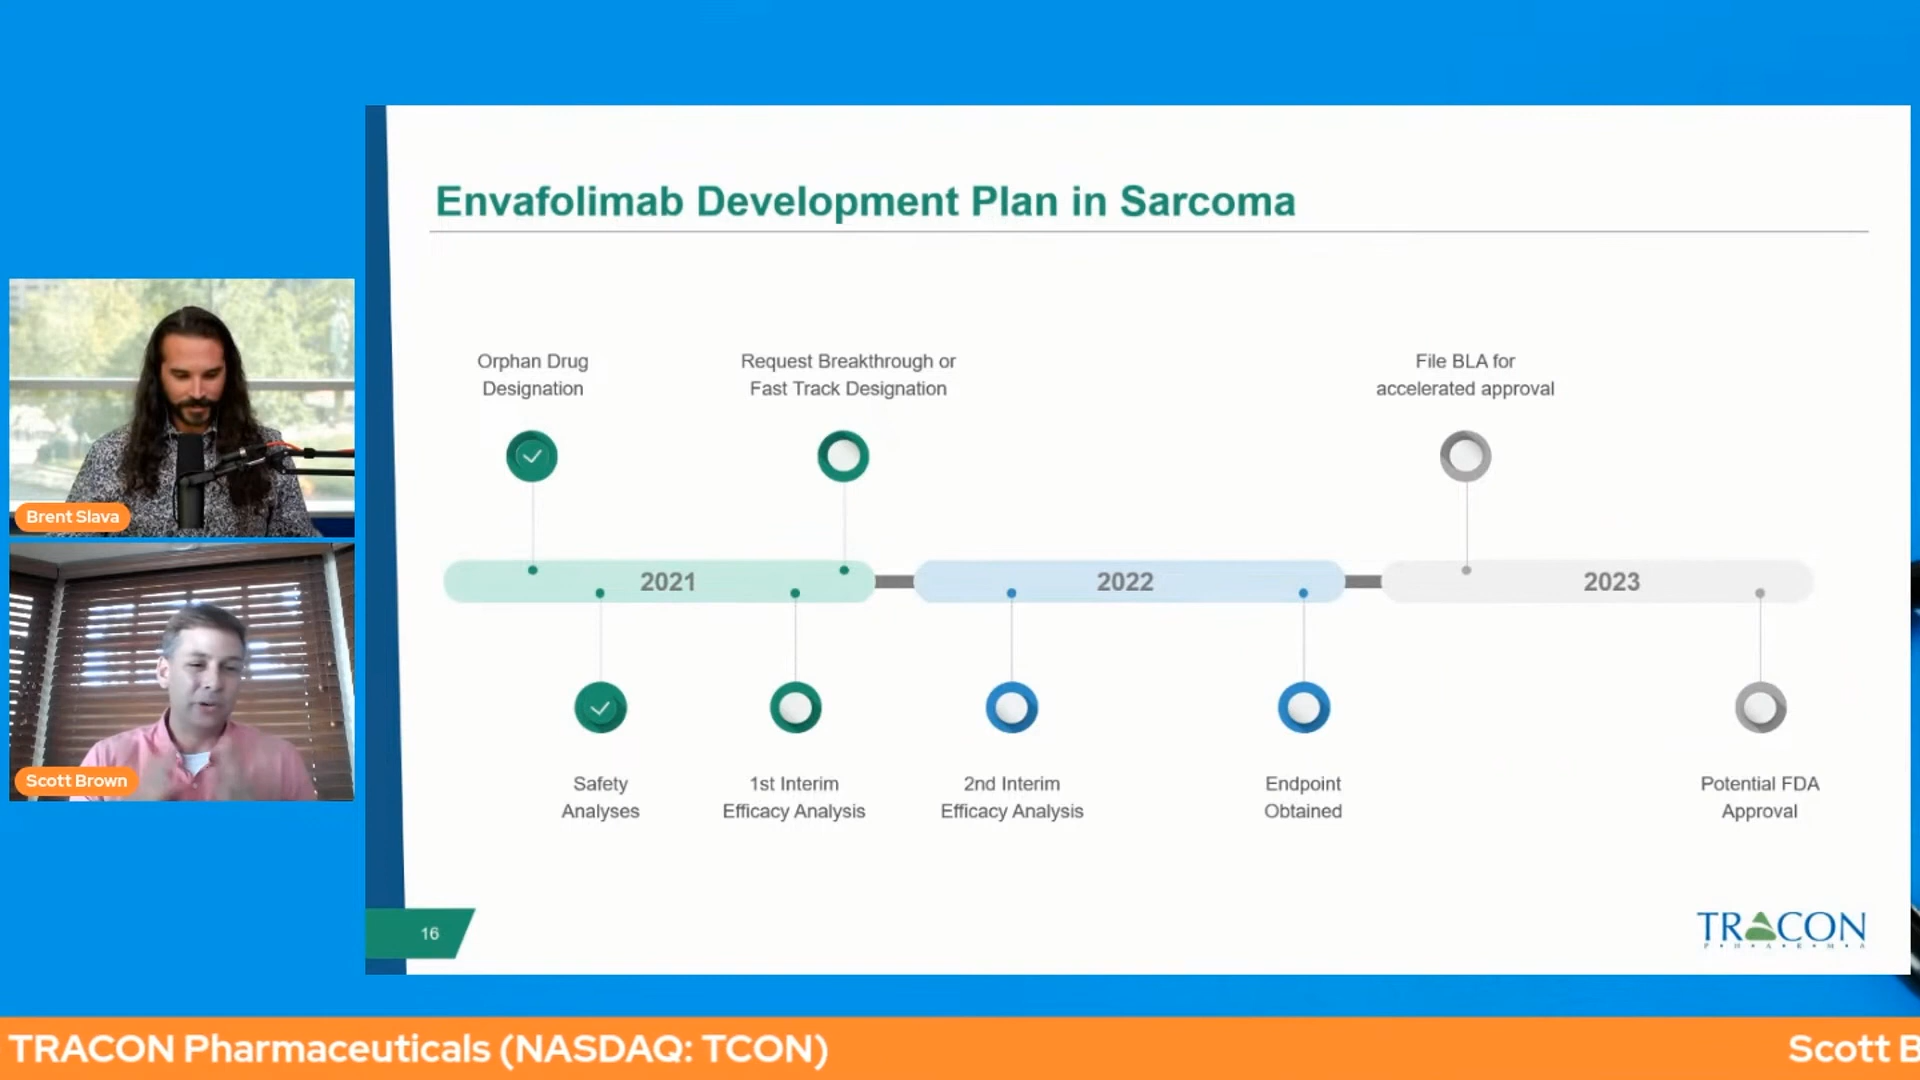 Envafolimab Development Plan in Sarcoma
Orphan Drug
Designation
Request Breakthrough or
Fast Track Designation
File BLA for
accelerated approval
2021
2022
2023
Safety
Analyses
1st Interim
Efficacy Analysis
2nd Interim
Efficacy Analysis
Endpoint
Obtained
Potential FDA
Approval
16
TRACON
P•H•A•R•M•A
Brent Slava
Scott Brown
TRACON Pharmaceuticals (NASDAQ: TCON)
Scott B